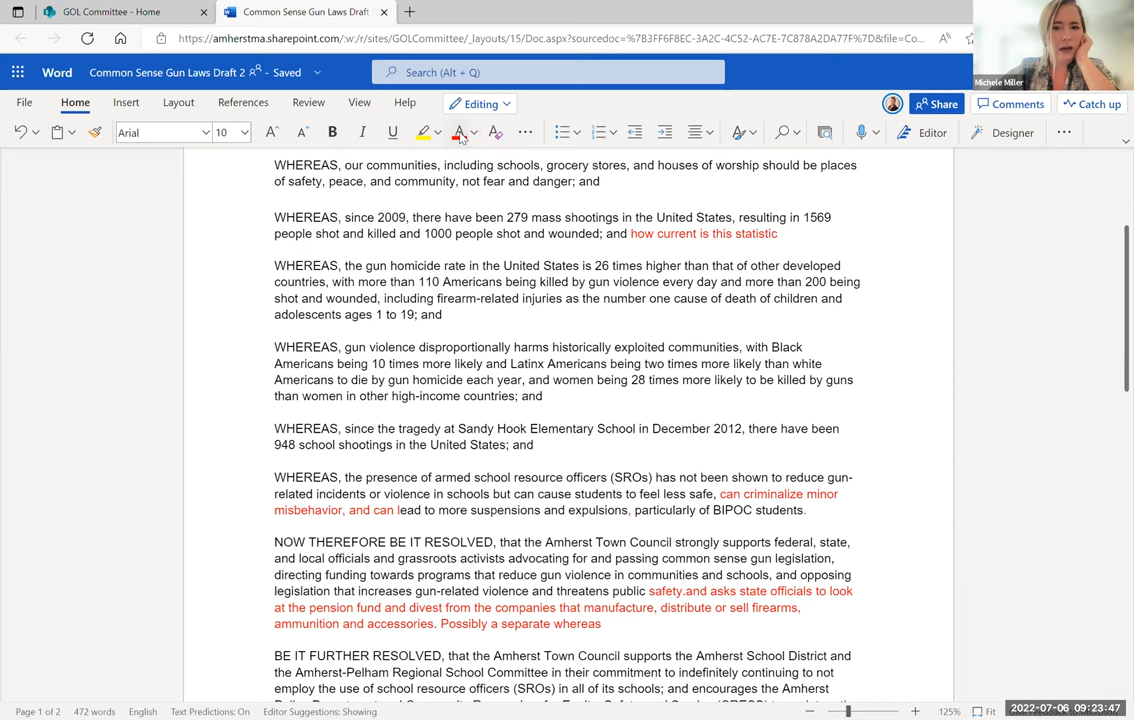 GOL Committee - Home
Common Sense Gun Laws Draft
https://amherstma.sharepoint.com/:w:/r/sites/GOLCommittee/_layouts/15/Doc.aspx?sourcedoc=%7B3FF6F8EC-3A2C-4C52-AC7E-7C878A2DA77F%7D&file=Co...
Michele Miller
Word
Common Sense Gun Laws Draft 2 - Saved
Search (Alt + Q)
File Home Insert Layout References Review View Help Editing
Share Comments Catch up
Arial 10
Editor Designer
WHEREAS, our communities, including schools, grocery stores, and houses of worship should be places
of safety, peace, and community, not fear and danger; and
WHEREAS, since 2009, there have been 279 mass shootings in the United States, resulting in 1569
people shot and killed and 1000 people shot and wounded; and how current is this statistic
WHEREAS, the gun homicide rate in the United States is 26 times higher than that of other developed
countries, with more than 110 Americans being killed by gun violence every day and more than 200 being
shot and wounded, including firearm-related injuries as the number one cause of death of children and
adolescents ages 1 to 19; and
WHEREAS, gun violence disproportionally harms historically exploited communities, with Black
Americans being 10 times more likely and Latinx Americans being two times more likely than white
Americans to die by gun homicide each year, and women being 28 times more likely to be killed by guns
than women in other high-income countries; and
WHEREAS, since the tragedy at Sandy Hook Elementary School in December 2012, there have been
948 school shootings in the United States; and
WHEREAS, the presence of armed school resource officers (SROs) has not been shown to reduce gun-
related incidents or violence in schools but can cause students to feel less safe, can criminalize minor
misbehavior, and can lead to more suspensions and expulsions, particularly of BIPOC students.
NOW THEREFORE BE IT RESOLVED, that the Amherst Town Council strongly supports federal, state,
and local officials and grassroots activists advocating for and passing common sense gun legislation,
directing funding towards programs that reduce gun violence in communities and schools, and opposing
legislation that increases gun-related violence and threatens public safety.and asks state officials to look
at the pension fund and divest from the companies that manufacture, distribute or sell firearms,
ammunition and accessories. Possibly a separate whereas
BE IT FURTHER RESOLVED, that the Amherst Town Council supports the Amherst School District and
the Amherst-Pelham Regional School Committee in their commitment to indefinitely continuing to not
employ the use of school resource officers (SROs) in all of its schools; and encourages the Amherst
Page 1 of 2 472 words English Text Predictions: On Editor Suggestions: Showing 125% Fit
2022-07-06 09:23:47